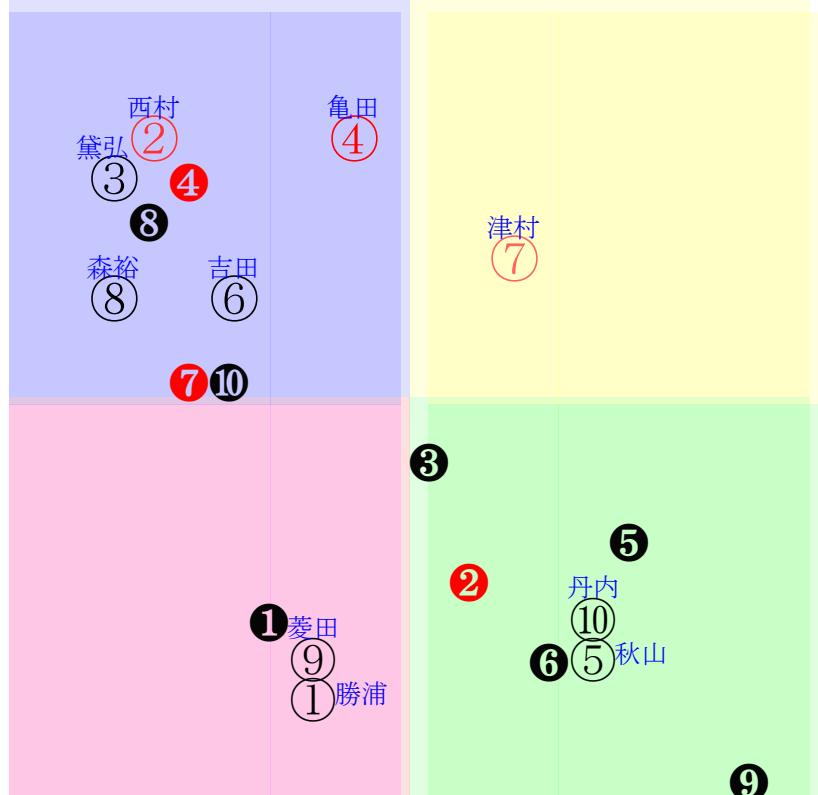 西村
亀田
②
④
黛弘
③
❹
❽
津村
⑦
森裕
吉田
⑧
⑥
❼
❿
❸
❺
❷
丹内
⑩
❶
菱田
⑨
❻
⑤
秋山
①
勝浦
❾